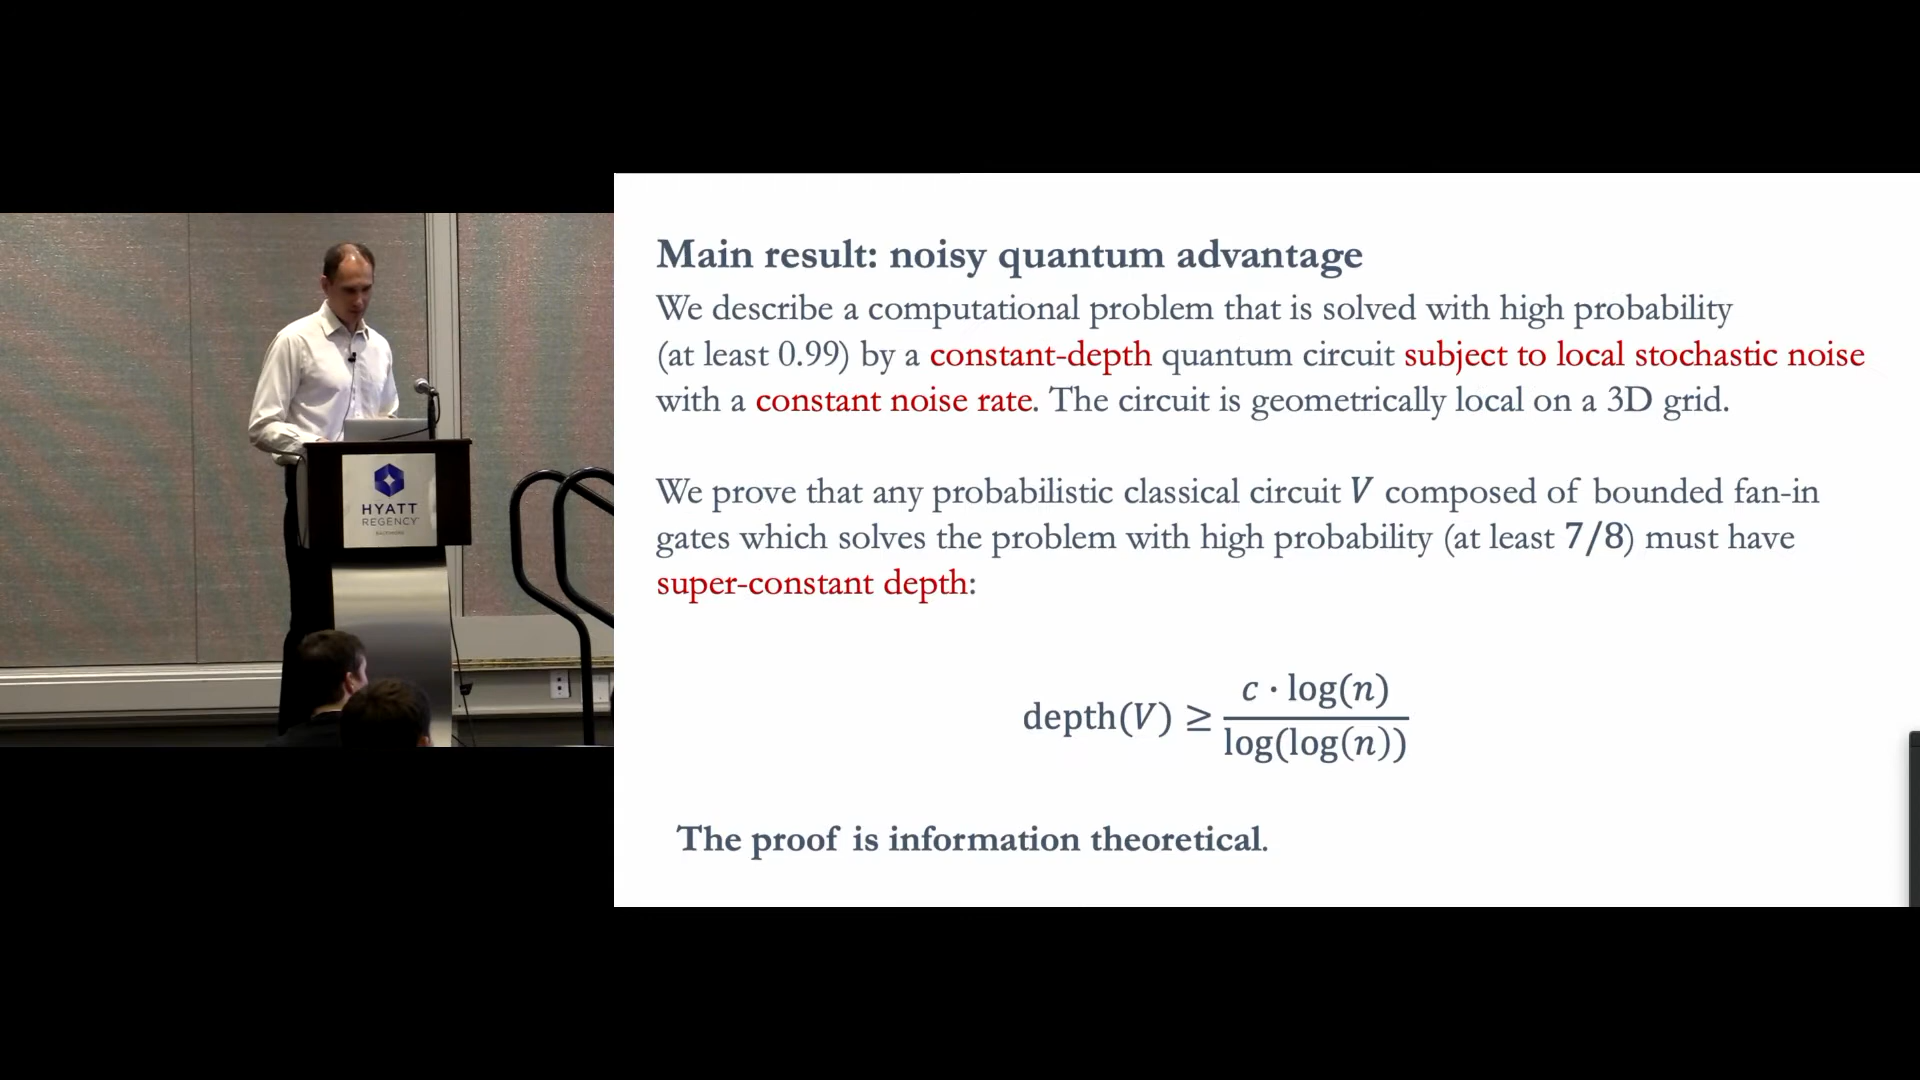 HYATT
REGENCY
BALTIMORE
Main result: noisy quantum advantage
We describe a computational problem that is solved with high probability
(at least 0.99) by a constant-depth quantum circuit subject to local stochastic noise
with a constant noise rate. The circuit is geometrically local on a 3D grid.
We prove that any probabilistic classical circuit V composed of bounded fan-in
gates which solves the problem with high probability (at least 7/8) must have
super-constant depth:
depth(V) ≥ c · log(n) / log(log(n))
The proof is information theoretical.